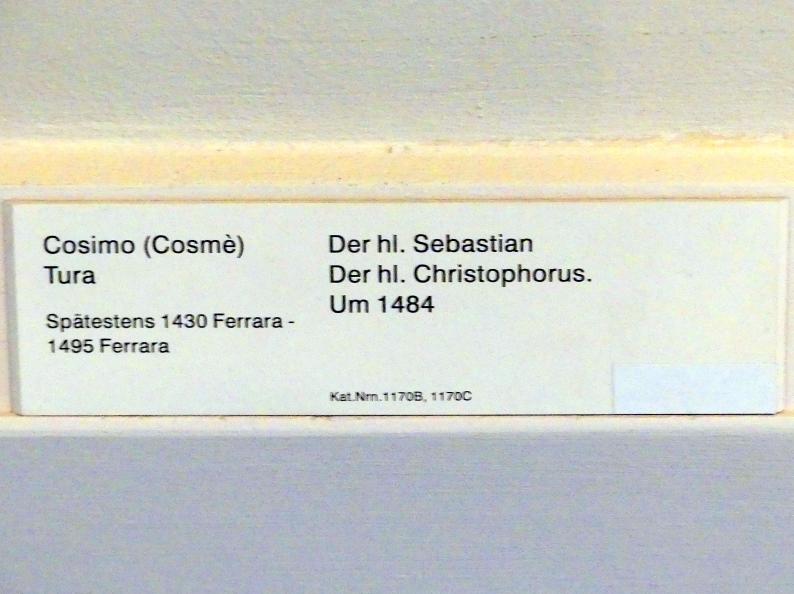 Cosimo (Cosmè)
Tura
Spätestens 1430 Ferrara -
1495 Ferrara
Der hl. Sebastian
Der hl. Christophorus.
Um 1484
Kat.Nrn.1170B, 1170C